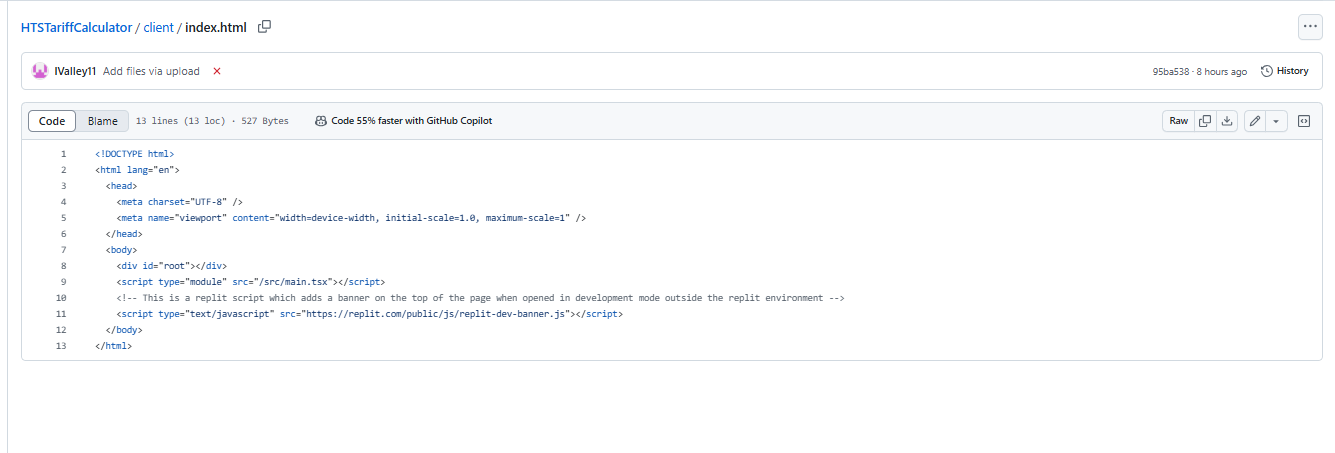 HTSTariffCalculator / client / index.html
IValley11 Add files via upload 95ba538 · 8 hours ago History
Code Blame 13 lines (13 loc) · 527 Bytes Code 55% faster with GitHub Copilot Raw
1 <!DOCTYPE html>
2 <html lang="en">
3 <head>
4 <meta charset="UTF-8" />
5 <meta name="viewport" content="width=device-width, initial-scale=1.0, maximum-scale=1" />
6 </head>
7 <body>
8 <div id="root"></div>
9 <script type="module" src="/src/main.tsx"></script>
10 <!-- This is a replit script which adds a banner on the top of the page when opened in development mode outside the replit environment -->
11 <script type="text/javascript" src="https://replit.com/public/js/replit-dev-banner.js"></script>
12 </body>
13 </html>